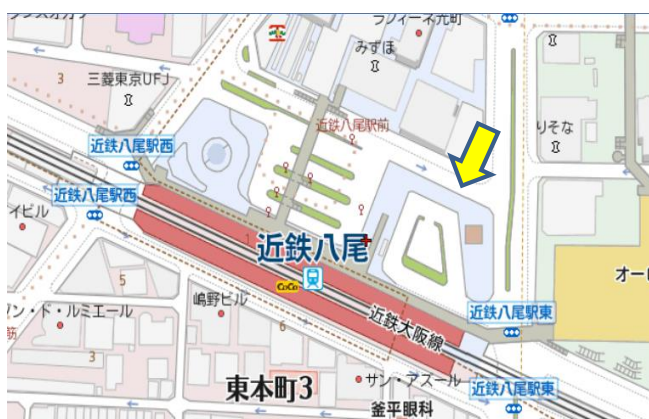 ラフィーネ元町
みずほ
3
三菱東京UFJ
りそな
近鉄八尾駅前
近鉄八尾駅西
近鉄八尾駅西
イビル
1
近鉄八尾
CoCo
オー
5
嶋野ビル
近鉄大阪線
近鉄八尾駅東
ン・ド・ルミエール
6
筋
3
東本町3
サン・アズール
近鉄八尾駅東
釜平眼科